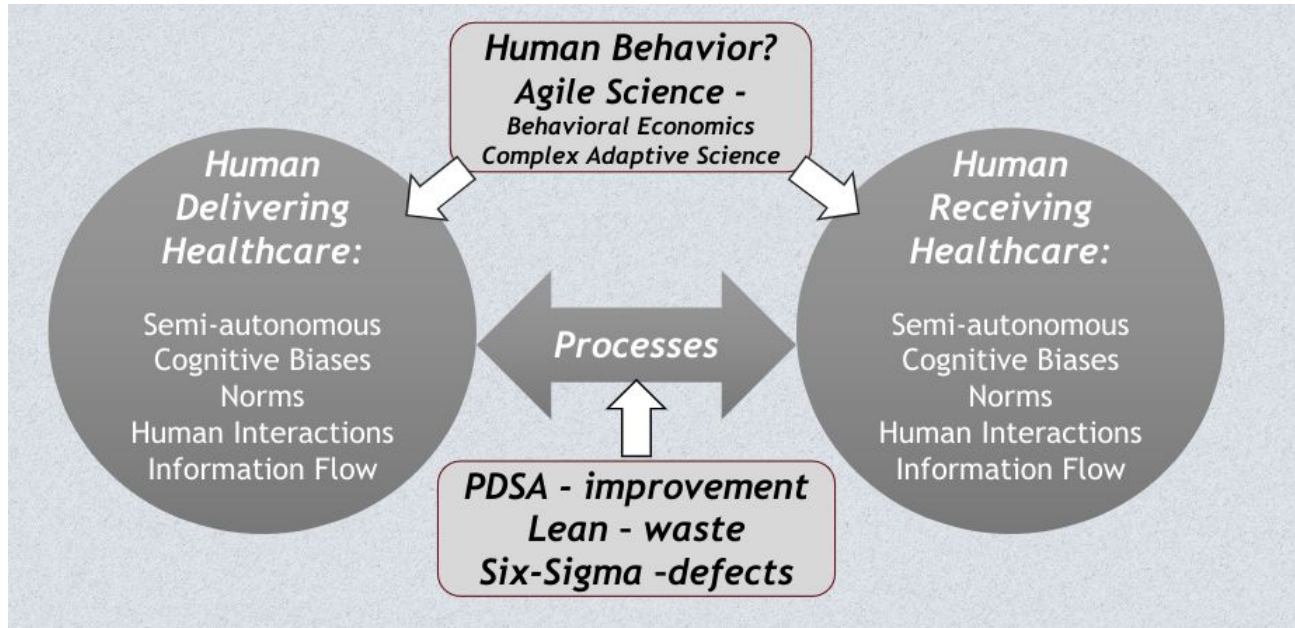 Human Behavior?
Agile Science -
Behavioral Economics
Complex Adaptive Science
Human
Delivering
Healthcare:
Semi-autonomous
Cognitive Biases
Norms
Human Interactions
Information Flow
Processes
Human
Receiving
Healthcare:
Semi-autonomous
Cognitive Biases
Norms
Human Interactions
Information Flow
PDSA - improvement
Lean - waste
Six-Sigma -defects